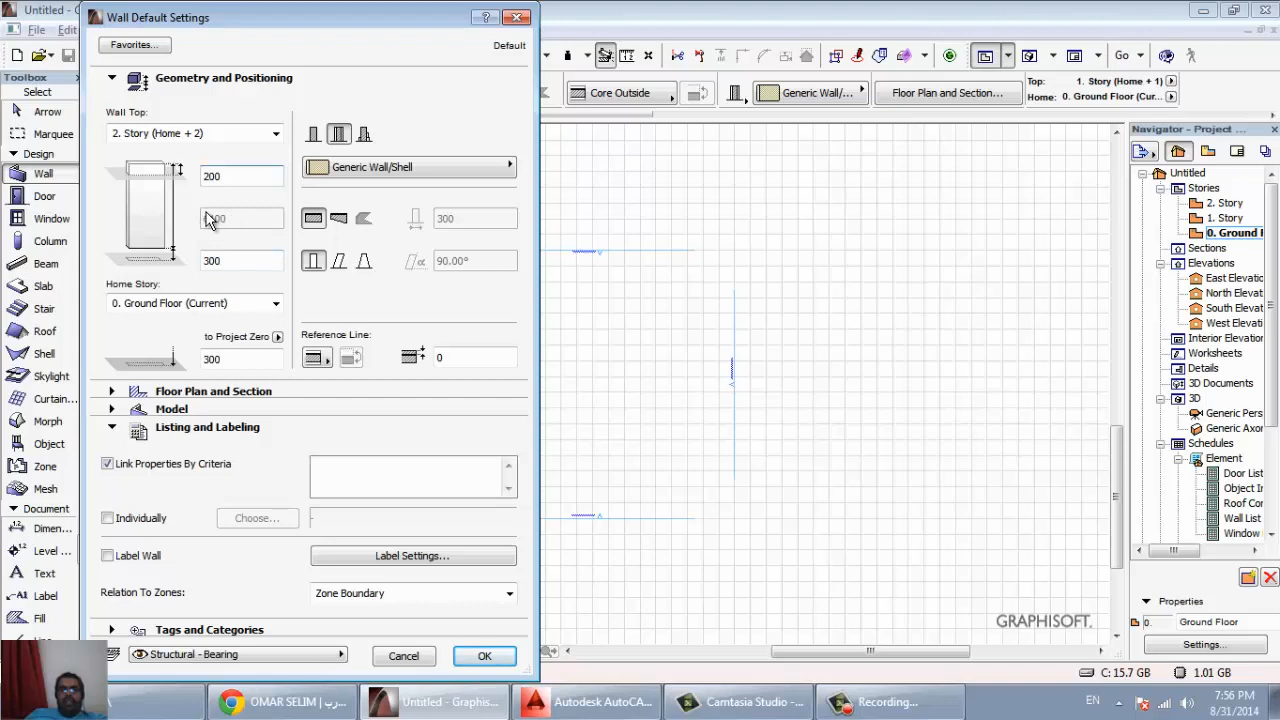 Untitled
Wall Default Settings
File
Edit
Favorites...
Default
Toolbox
Select
Arrow
Marquee
Design
Wall
Door
Window
Column
Beam
Slab
Stair
Roof
Shell
Skylight
Curtain...
Morph
Object
Zone
Mesh
Document
Dimen...
Level ...
Text
A1 Label
Fill
Geometry and Positioning
Wall Top:
2. Story (Home + 2)
200
300
Home Story:
0. Ground Floor (Current)
to Project Zero
300
Generic Wall/Shell
300
90.00°
Reference Line:
0
Floor Plan and Section
Model
Listing and Labeling
Link Properties By Criteria
Individually
Choose...
Label Wall
Label Settings...
Relation To Zones:
Zone Boundary
Tags and Categories
Structural - Bearing
Cancel
OK
Go
Core Outside
Generic Wall/...
Floor Plan and Section...
Top:
1. Story (Home + 1)
Home:
0. Ground Floor (Cur...
Navigator - Project ...
Untitled
Stories
2. Story
1. Story
0. Ground F
Sections
Elevations
East Elevatio
North Elevat
South Elevat
West Elevati
Interior Elevatio
Worksheets
Details
3D Documents
3D
Generic Pers
Generic Axon
Schedules
Element
Door List
Object In
Roof Cor
Wall List
Window
GRAPHISOFT.
Properties
0.
Ground Floor
Settings...
C: 15.7 GB
1.01 GB
OMAR SELIM | رب...
Untitled - Graphis...
Autodesk AutoCA...
Camtasia Studio - ...
Recording...
EN
7:56 PM
8/31/2014